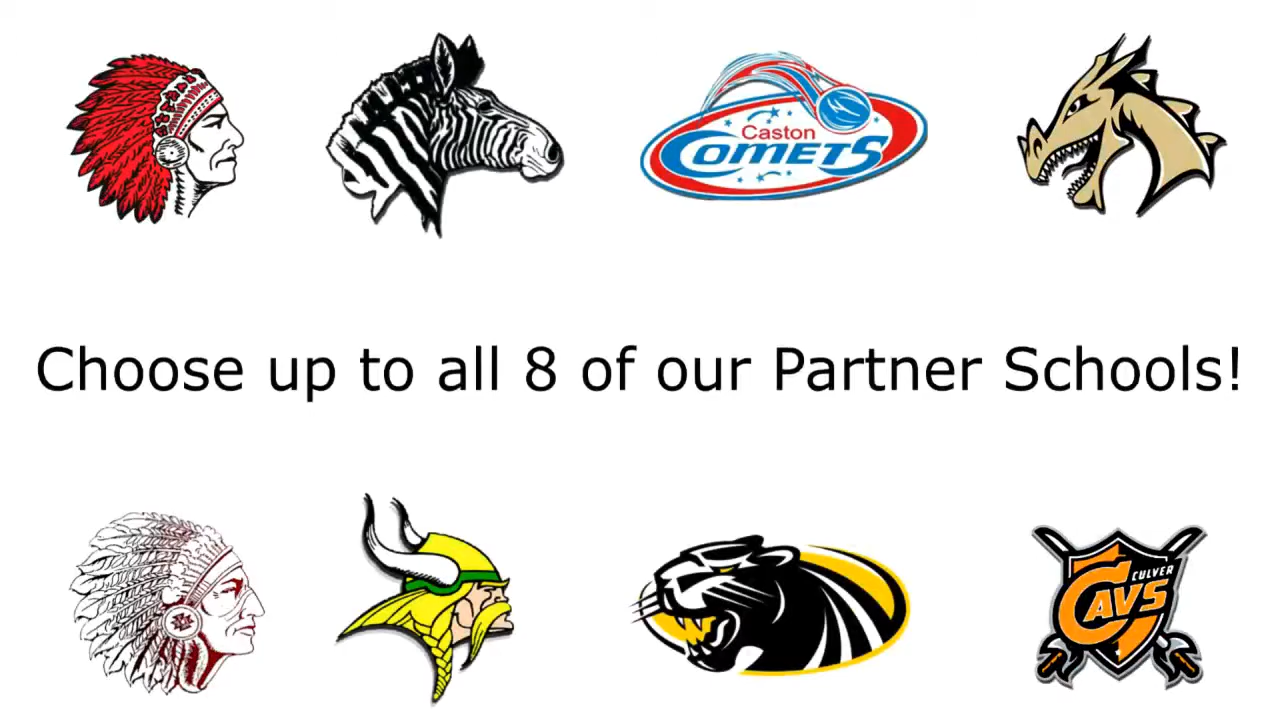 Caston
COMETS
Choose up to all 8 of our Partner Schools!
CULVER
CAVS